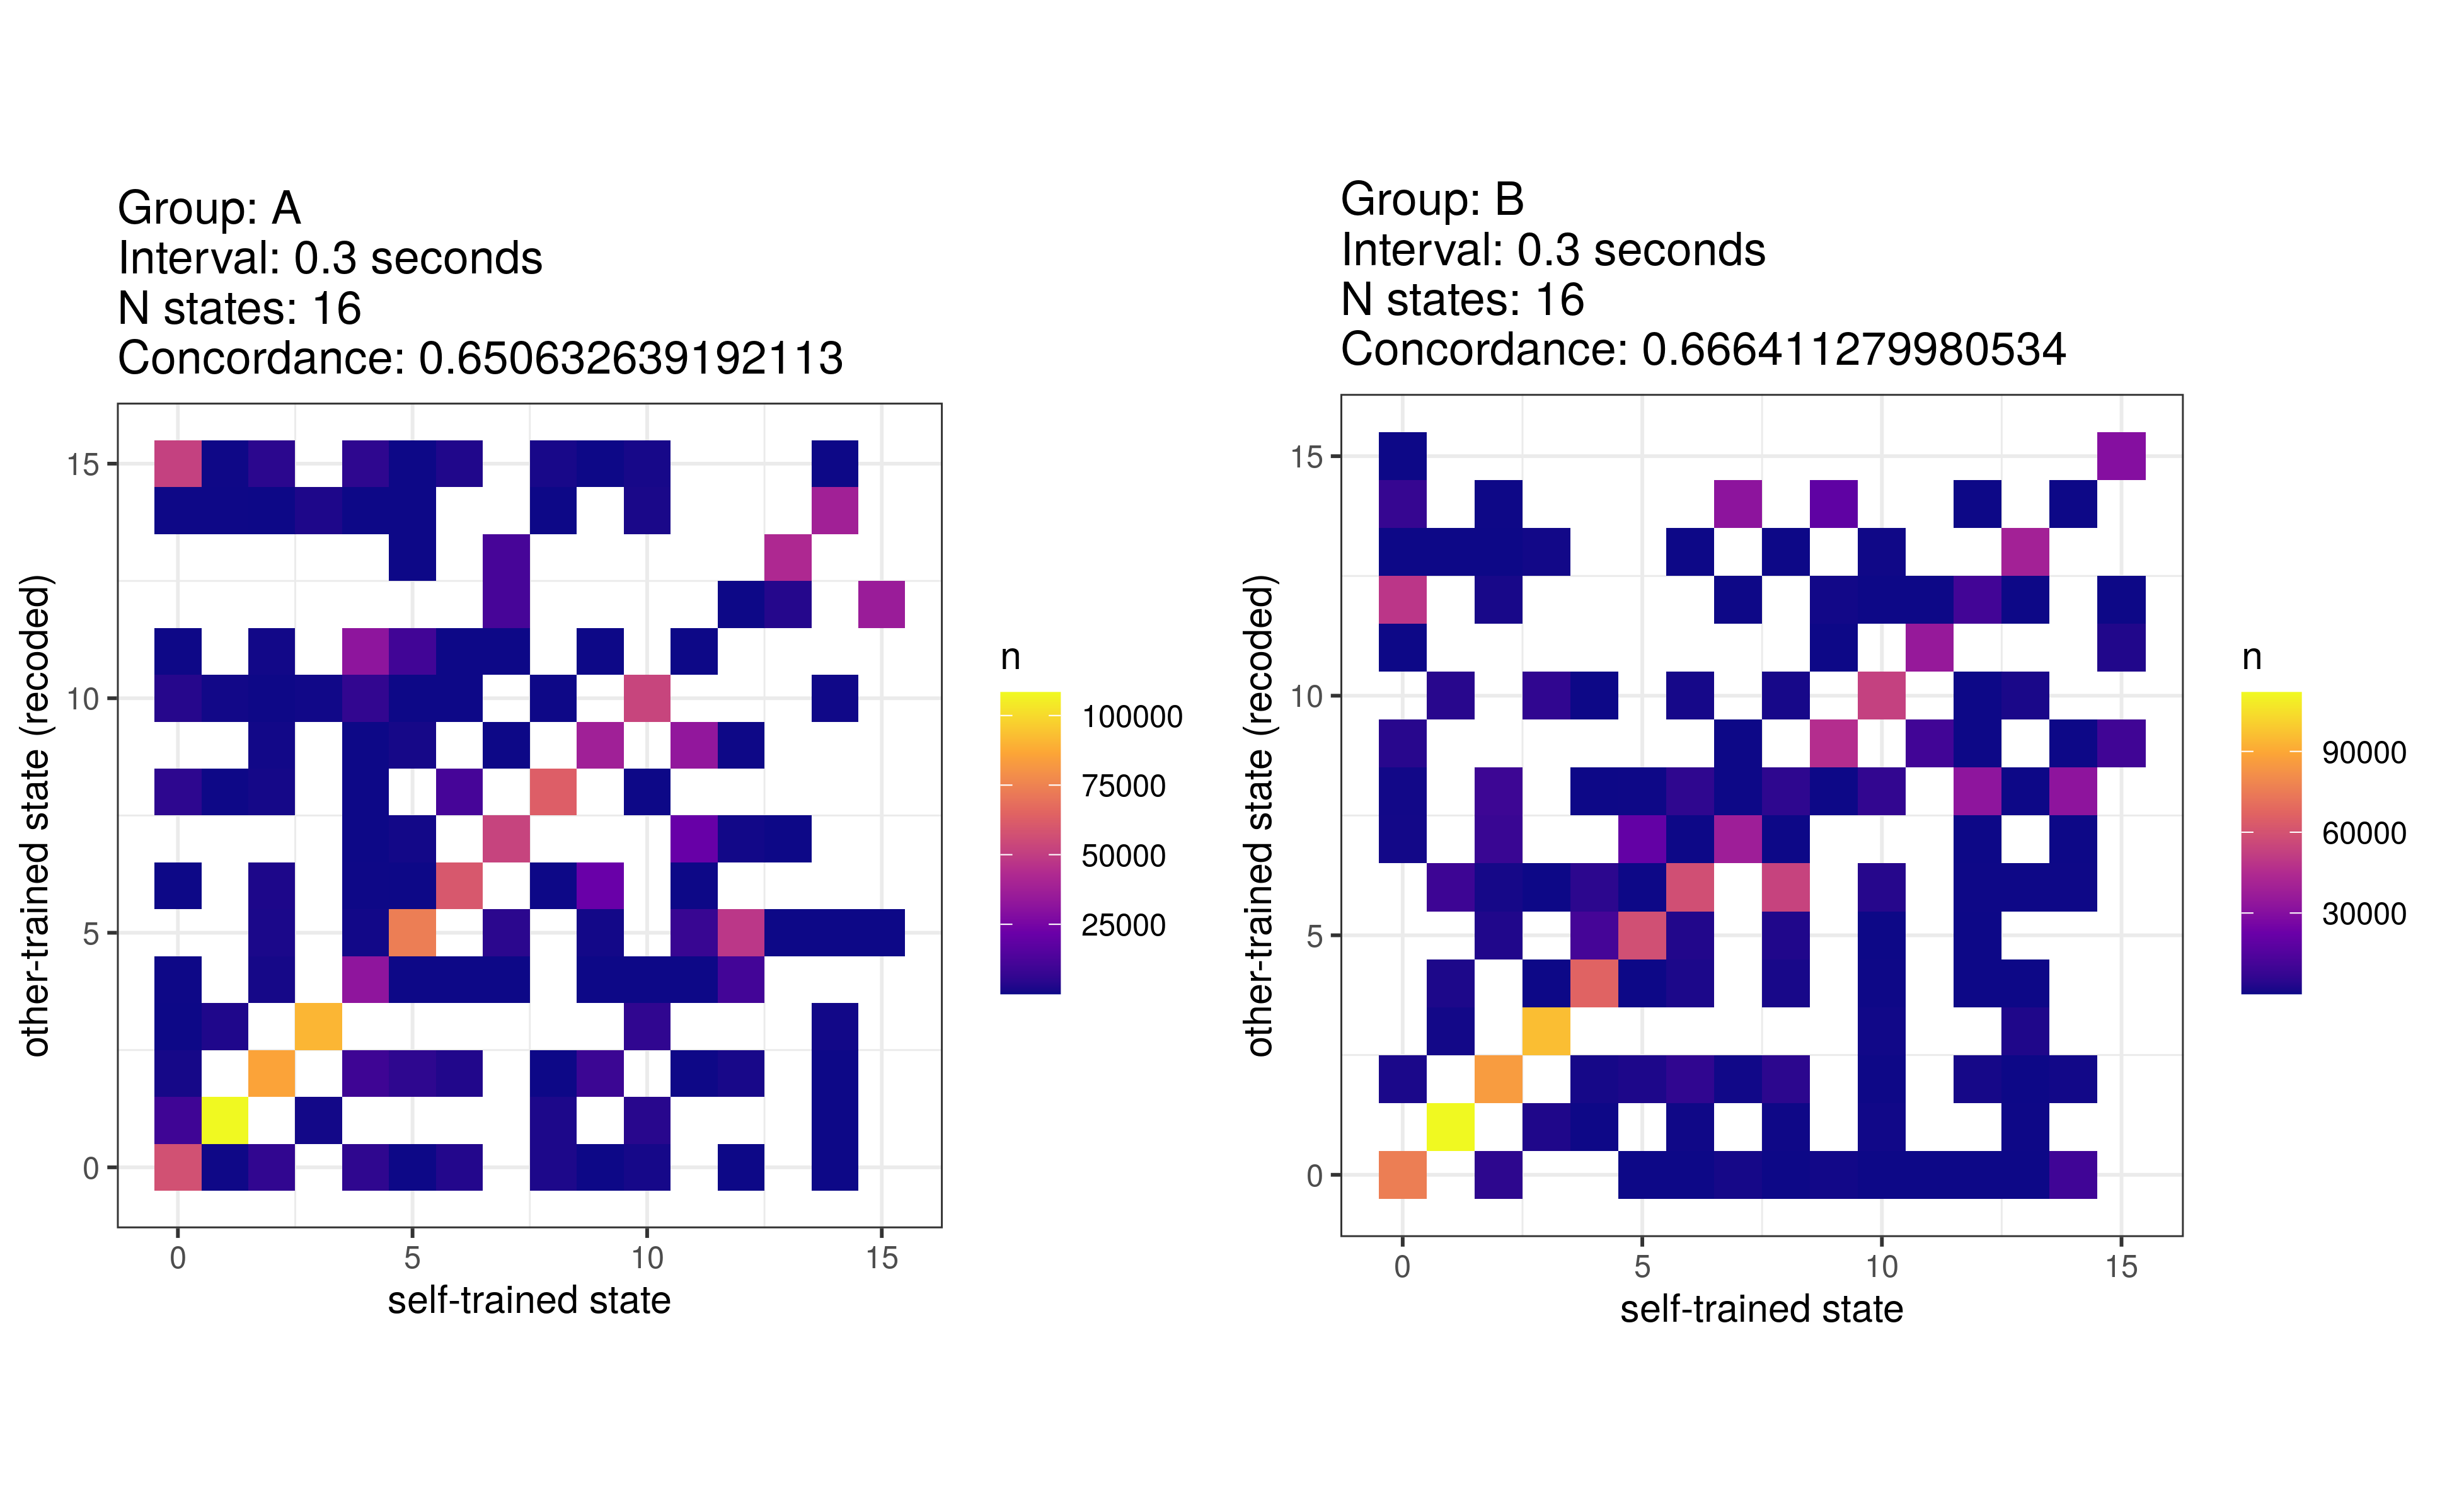 Group: A
Interval: 0.3 seconds
N states: 16
Concordance: 0.650632639192113
other-trained state (recoded)
15
10
5
0
0 5 10 15
self-trained state
n
100000
75000
50000
25000
Group: B
Interval: 0.3 seconds
N states: 16
Concordance: 0.666411279980534
other-trained state (recoded)
15
10
5
0
0 5 10 15
self-trained state
n
90000
60000
30000